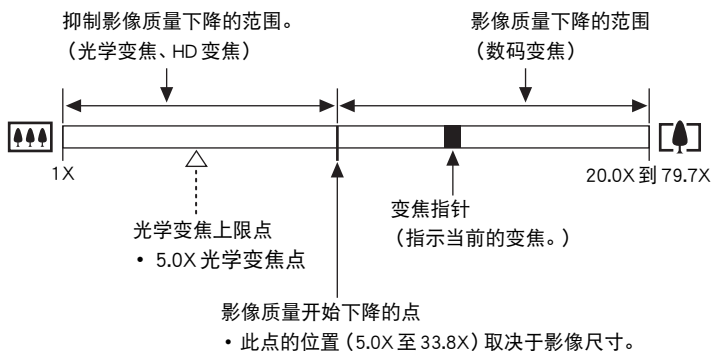 抑制影像质量下降的范围。
（光学变焦、HD 变焦）
影像质量下降的范围
（数码变焦）
1X
20.0X 到 79.7X
光学变焦上限点
• 5.0X 光学变焦点
变焦指针
（指示当前的变焦。）
影像质量开始下降的点
• 此点的位置（5.0X 至 33.8X）取决于影像尺寸。